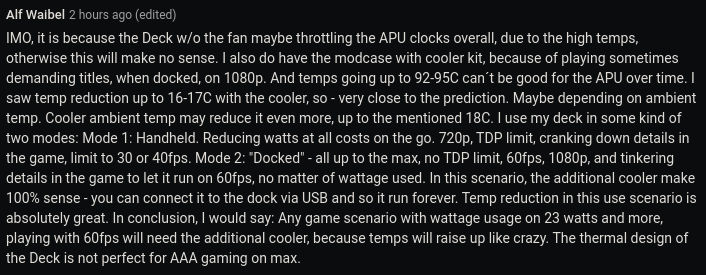 Alf Waibel 2 hours ago (edited)
IMO, it is because the Deck w/o the fan maybe throttling the APU clocks overall, due to the high temps,
otherwise this will make no sense. I also do have the modcase with cooler kit, because of playing sometimes
demanding titles, when docked, on 1080p. And temps going up to 92-95C can´t be good for the APU over time. I
saw temp reduction up to 16-17C with the cooler, so - very close to the prediction. Maybe depending on ambient
temp. Cooler ambient temp may reduce it even more, up to the mentioned 18C. I use my deck in some kind of
two modes: Mode 1: Handheld. Reducing watts at all costs on the go. 720p, TDP limit, cranking down details in
the game, limit to 30 or 40fps. Mode 2: "Docked" - all up to the max, no TDP limit, 60fps, 1080p, and tinkering
details in the game to let it run on 60fps, no matter of wattage used. In this scenario, the additional cooler make
100% sense - you can connect it to the dock via USB and so it run forever. Temp reduction in this use scenario is
absolutely great. In conclusion, I would say: Any game scenario with wattage usage on 23 watts and more,
playing with 60fps will need the additional cooler, because temps will raise up like crazy. The thermal design of
the Deck is not perfect for AAA gaming on max.